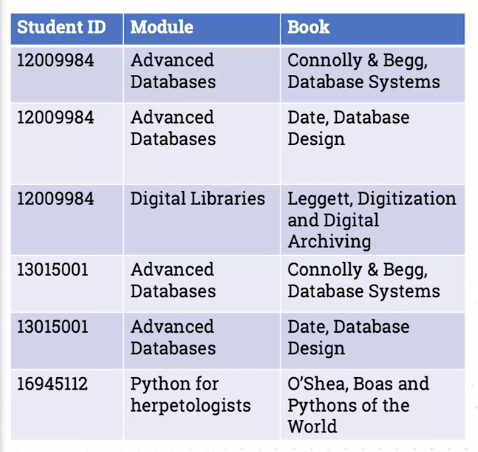 Student ID Module Book
12009984 Advanced Connolly & Begg,
Databases Database Systems
12009984 Advanced Date, Database
Databases Design
12009984 Digital Libraries Leggett, Digitization
and Digital
Archiving
13015001 Advanced Connolly & Begg,
Databases Database Systems
13015001 Advanced Date, Database
Databases Design
16945112 Python for O'Shea, Boas and
herpetologists Pythons of the
World